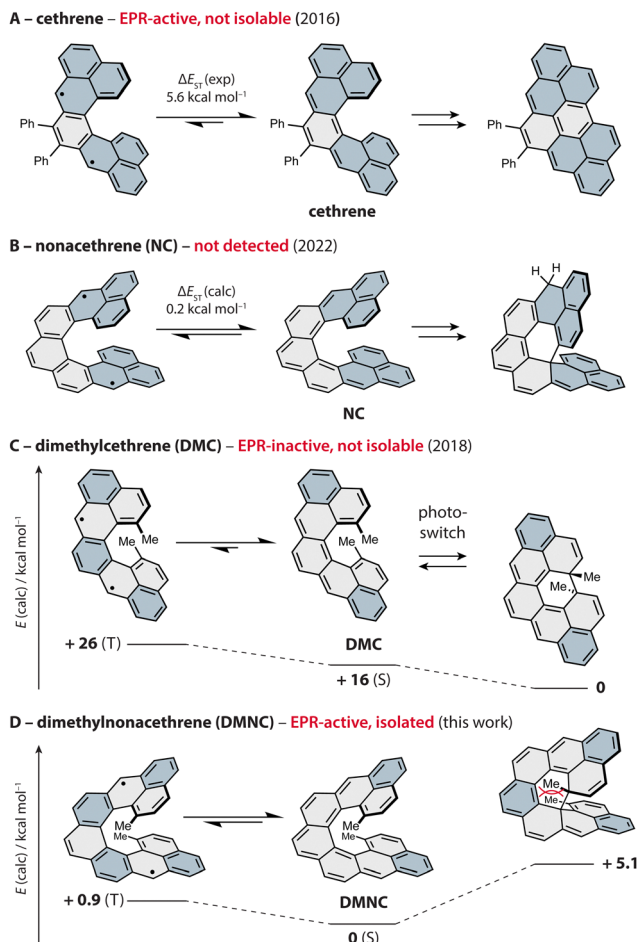 A – cethrene – EPR-active, not isolable (2016)
ΔE_ST (exp)
5.6 kcal mol⁻¹
Ph
Ph
Ph
Ph
Ph
Ph
cethrene
B – nonacethrene (NC) – not detected (2022)
ΔE_ST (calc)
0.2 kcal mol⁻¹
H
H
NC
C – dimethylcethrene (DMC) – EPR-inactive, not isolable (2018)
E (calc) / kcal mol⁻¹
photo-
switch
Me
Me
Me
Me
Me
Me
+ 26 (T)
DMC
+ 16 (S)
0
D – dimethylnonacethrene (DMNC) – EPR-active, isolated (this work)
E (calc) / kcal mol⁻¹
Me
Me
Me
Me
Me
Me
+ 0.9 (T)
DMNC
0 (S)
+ 5.1